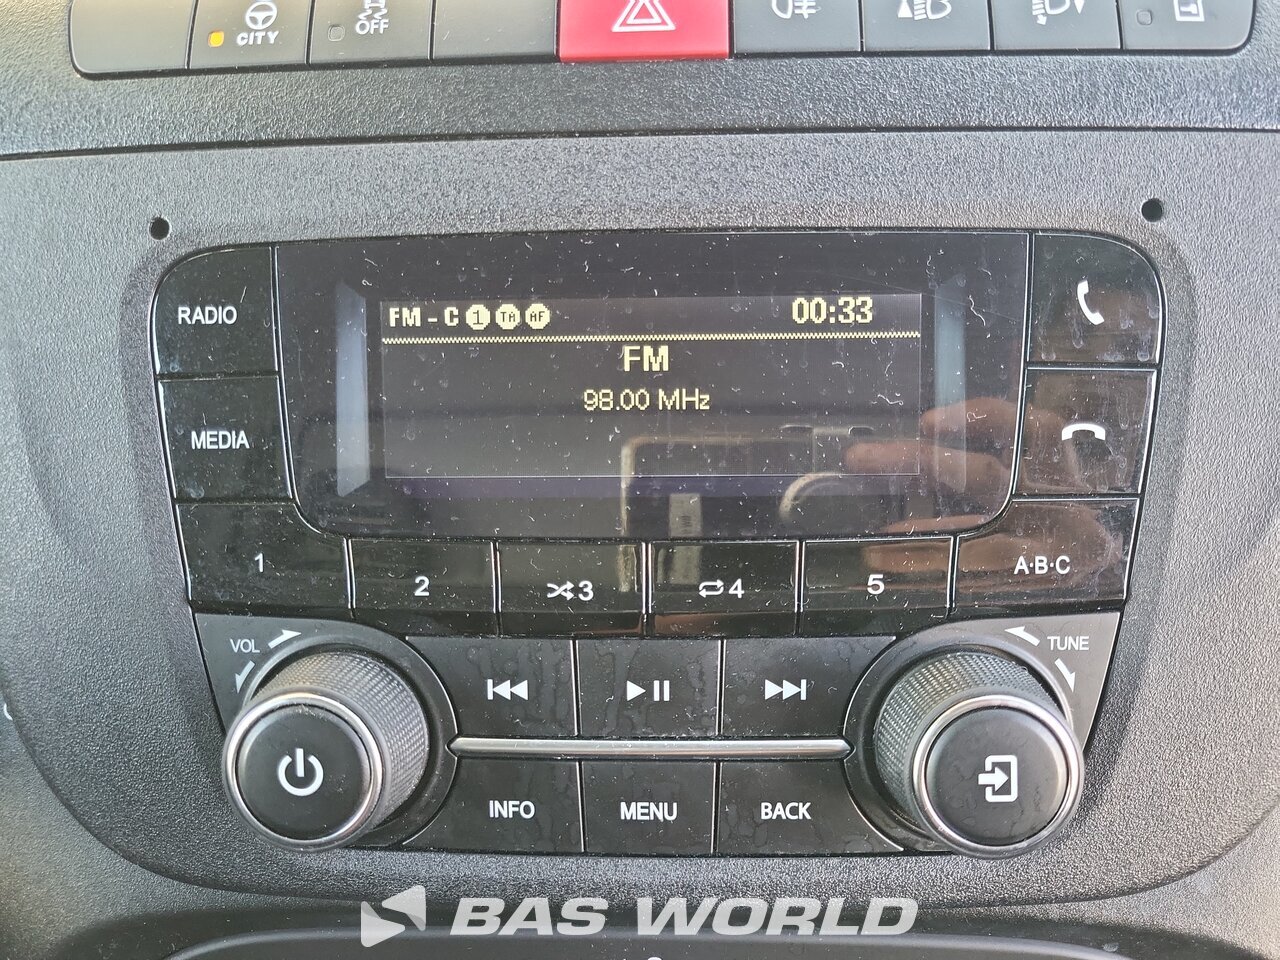 CITY
OFF
RADIO
FM - C 1 TA AF
00:33
FM
98.00 MHz
MEDIA
1
2
3
4
5
A·B·C
VOL
TUNE
INFO
MENU
BACK
BAS WORLD